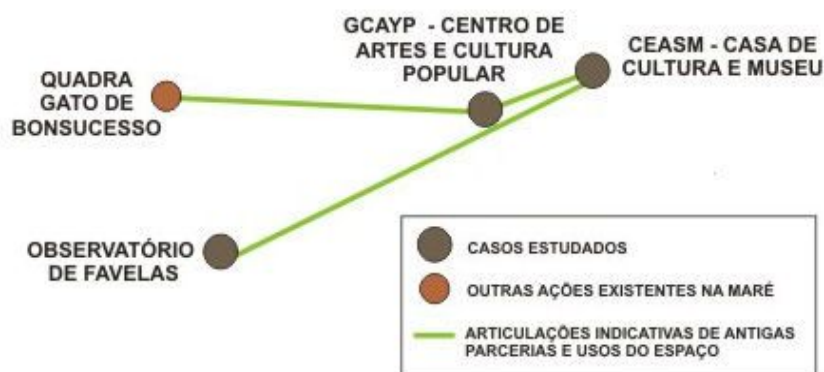 GCAYP - CENTRO DE
ARTES E CULTURA
POPULAR
CEASM - CASA DE
CULTURA E MUSEU
QUADRA
GATO DE
BONSUCESSO
OBSERVATÓRIO
DE FAVELAS
CASOS ESTUDADOS
OUTRAS AÇÕES EXISTENTES NA MARÉ
ARTICULAÇÕES INDICATIVAS DE ANTIGAS
PARCERIAS E USOS DO ESPAÇO